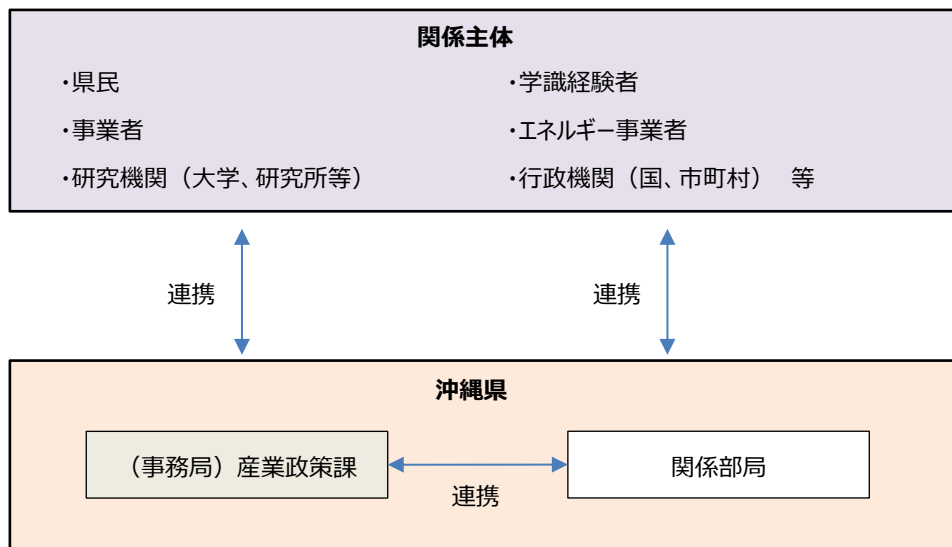 関係主体
・県民
・事業者
・研究機関（大学、研究所等）
・学識経験者
・エネルギー事業者
・行政機関（国、市町村）　等
連携
連携
沖縄県
（事務局）産業政策課
連携
関係部局